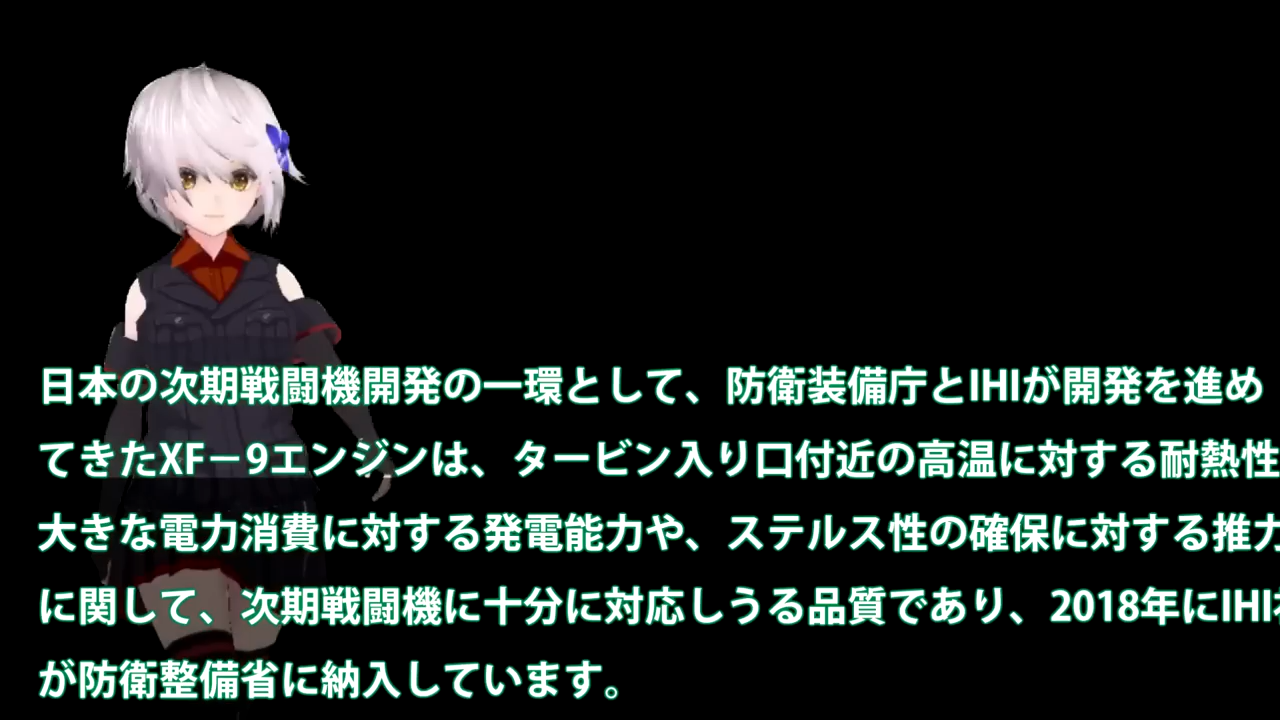 日本の次期戦闘機開発の一環として、防衛装備庁とIHIが開発を進め
てきたXF－9エンジンは、タービン入り口付近の高温に対する耐熱性
大きな電力消費に対する発電能力や、ステルス性の確保に対する推力
に関して、次期戦闘機に十分に対応しうる品質であり、2018年にIHI
が防衛整備省に納入しています。